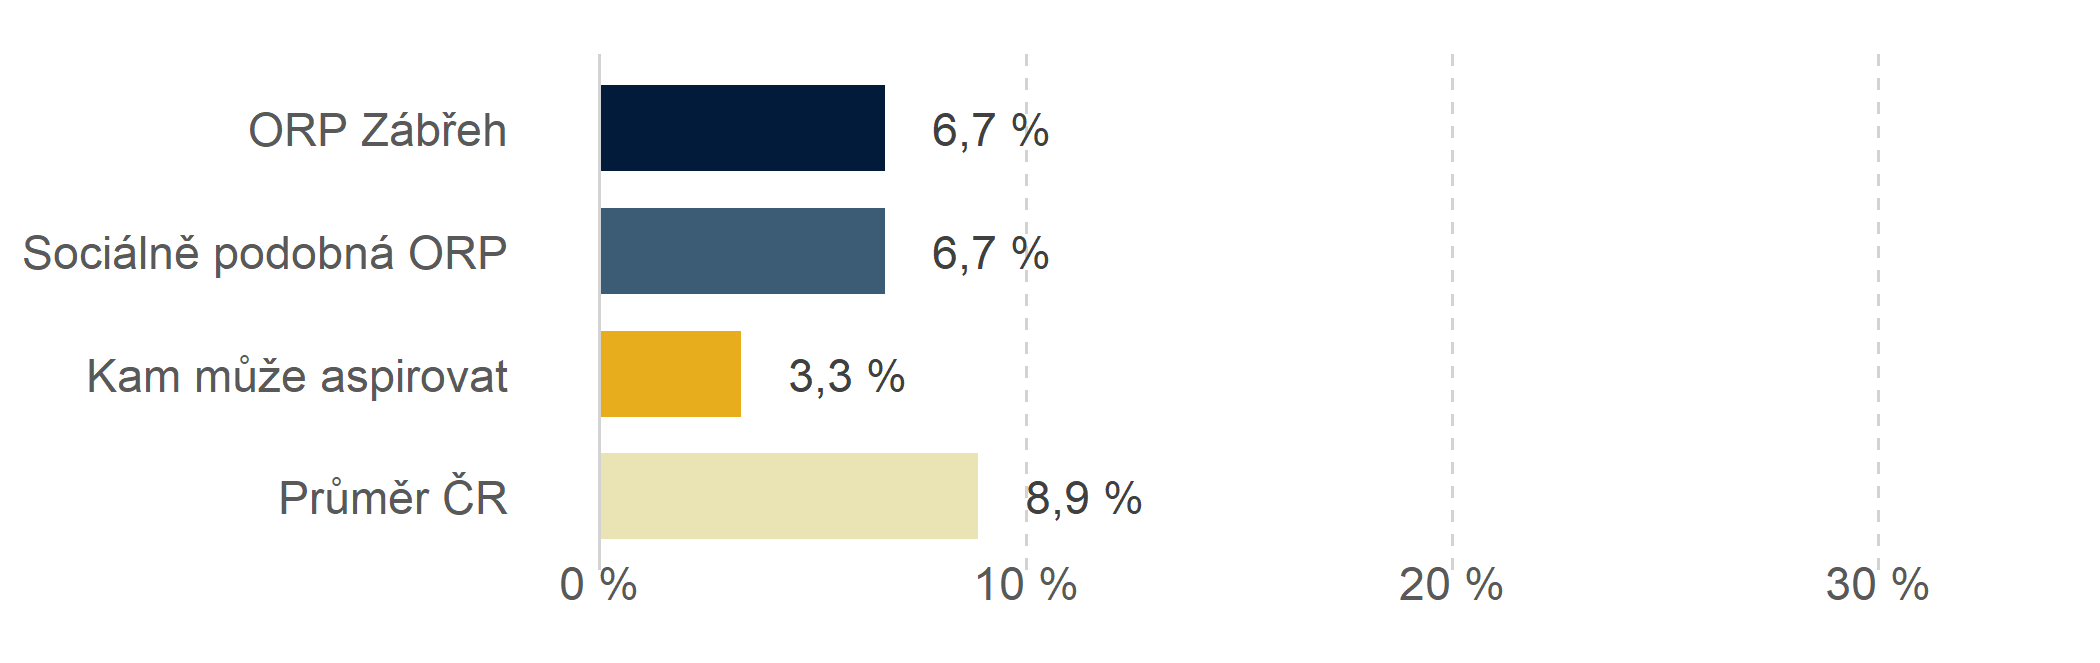 ORP Zábřeh 6,7 %
Sociálně podobná ORP 6,7 %
Kam může aspirovat 3,3 %
Průměr ČR 8,9 %
0 % 10 % 20 % 30 %